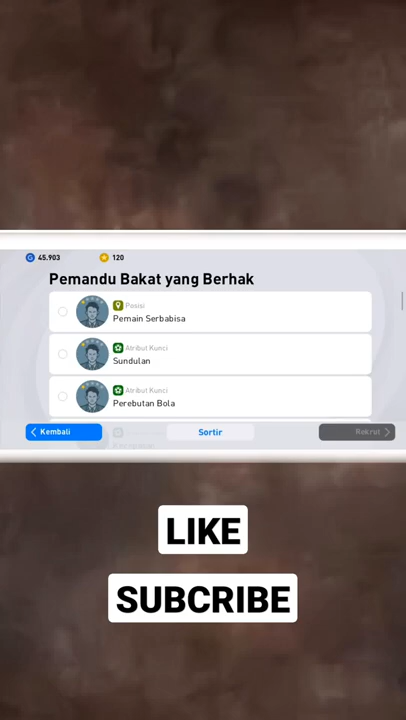 45.903
120
Pemandu Bakat yang Berhak
Posisi
Pemain Serbabisa
Atribut Kunci
Sundulan
Atribut Kunci
Perebutan Bola
Kembali
Sortir
Rekrut
LIKE
SUBCRIBE